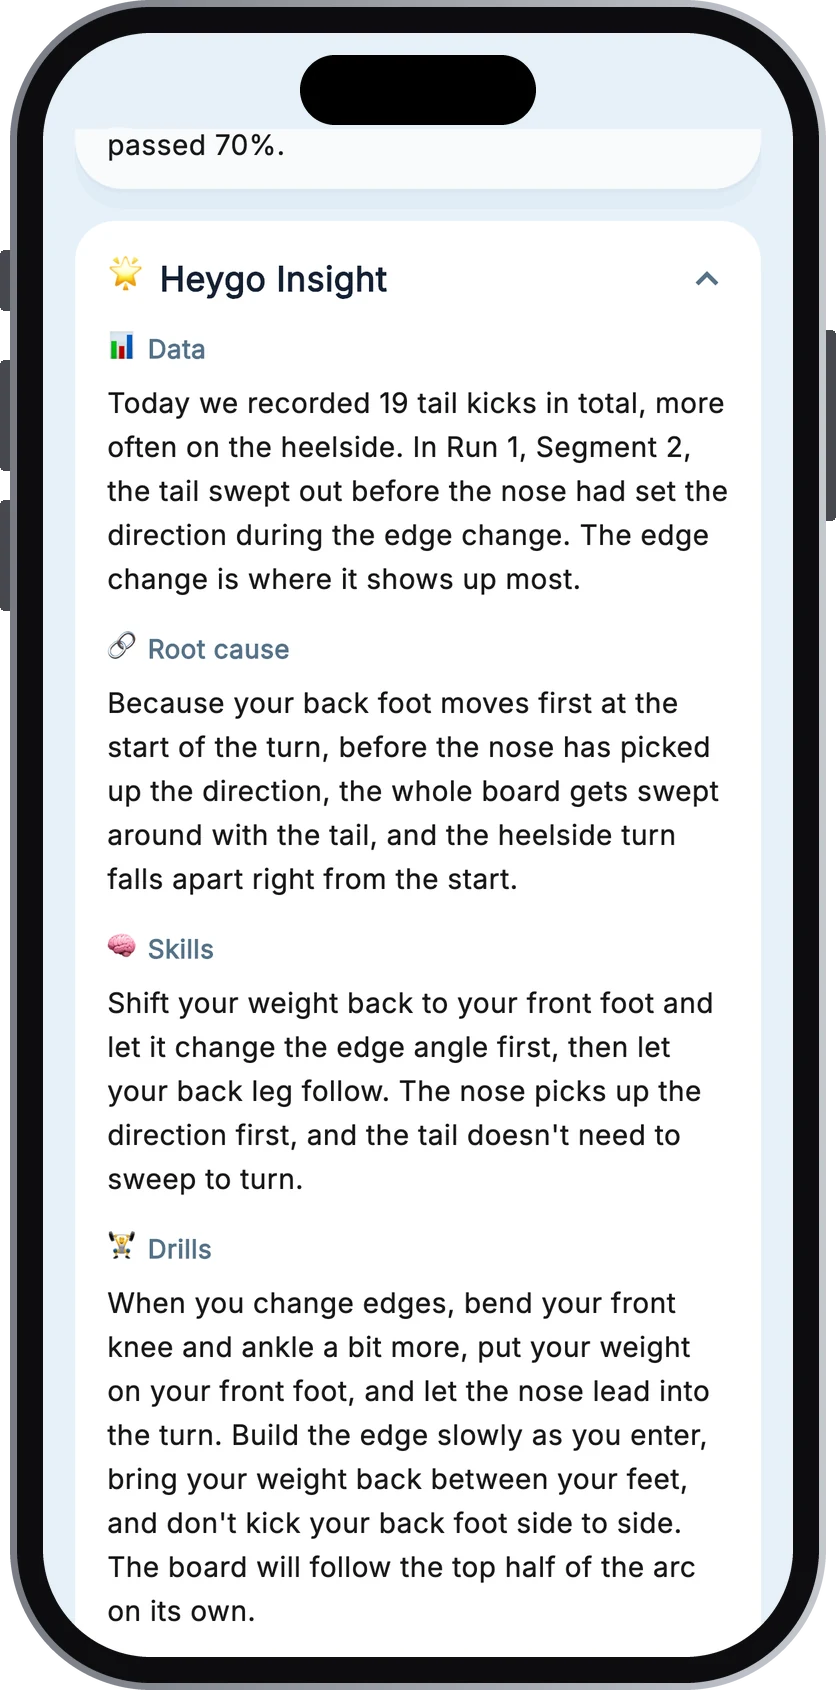 passed 70%.
Heygo Insight
Data
Today we recorded 19 tail kicks in total, more
often on the heelside. In Run 1, Segment 2,
the tail swept out before the nose had set the
direction during the edge change. The edge
change is where it shows up most.
Root cause
Because your back foot moves first at the
start of the turn, before the nose has picked
up the direction, the whole board gets swept
around with the tail, and the heelside turn
falls apart right from the start.
Skills
Shift your weight back to your front foot and
let it change the edge angle first, then let
your back leg follow. The nose picks up the
direction first, and the tail doesn't need to
sweep to turn.
Drills
When you change edges, bend your front
knee and ankle a bit more, put your weight
on your front foot, and let the nose lead into
the turn. Build the edge slowly as you enter,
bring your weight back between your feet,
and don't kick your back foot side to side.
The board will follow the top half of the arc
on its own.